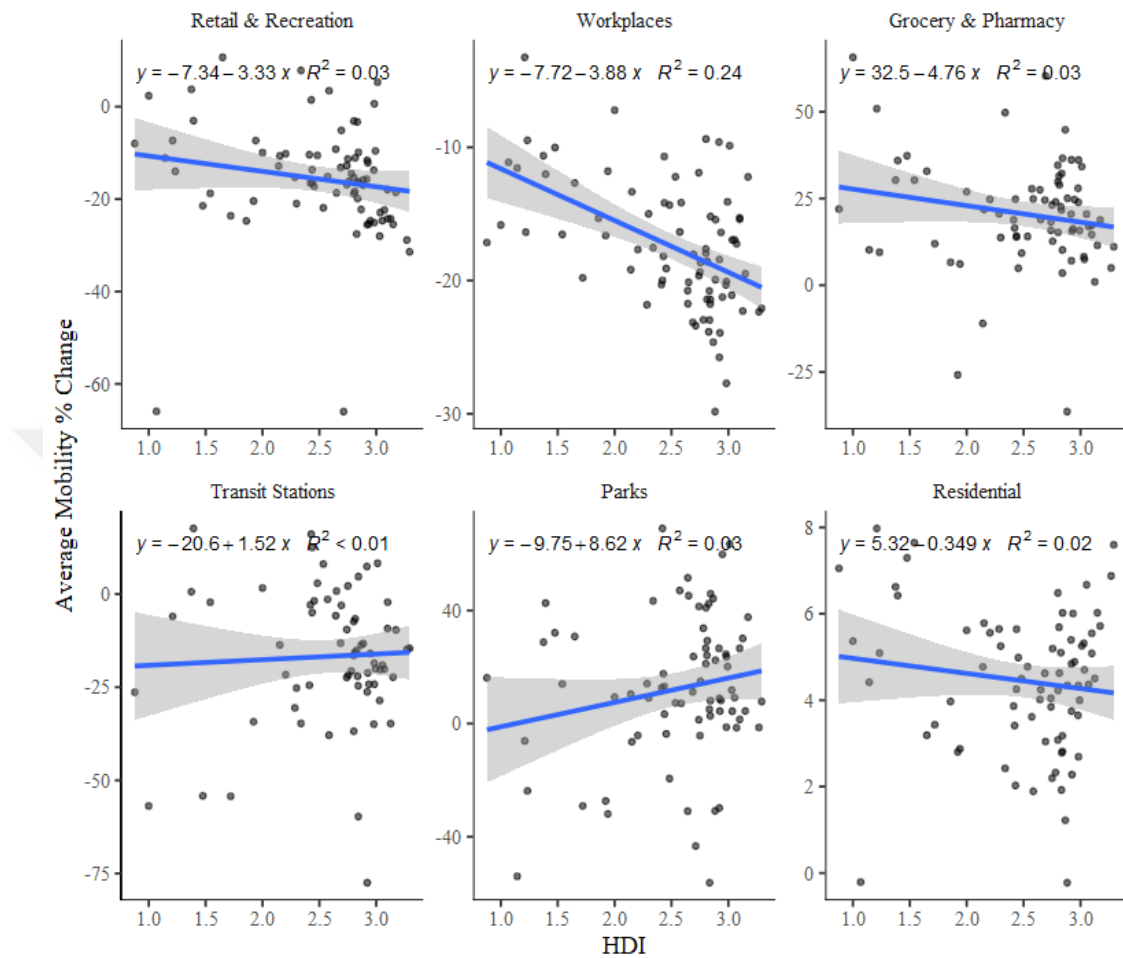 Retail & Recreation
Workplaces
Grocery & Pharmacy
y = −7.34 − 3.33 x   R² = 0.03
y = −7.72 − 3.88 x   R² = 0.24
y = 32.5 − 4.76 x   R² = 0.03
0
-20
-40
-60
-10
-20
-30
50
25
0
-25
1.0 1.5 2.0 2.5 3.0
1.0 1.5 2.0 2.5 3.0
1.0 1.5 2.0 2.5 3.0
Average Mobility % Change
Transit Stations
Parks
Residential
y = −20.6 + 1.52 x   R² < 0.01
y = −9.75 + 8.62 x   R² = 0.03
y = 5.32 − 0.349 x   R² = 0.02
0
-25
-50
-75
40
0
-40
8
6
4
2
0
1.0 1.5 2.0 2.5 3.0
1.0 1.5 2.0 2.5 3.0
1.0 1.5 2.0 2.5 3.0
HDI